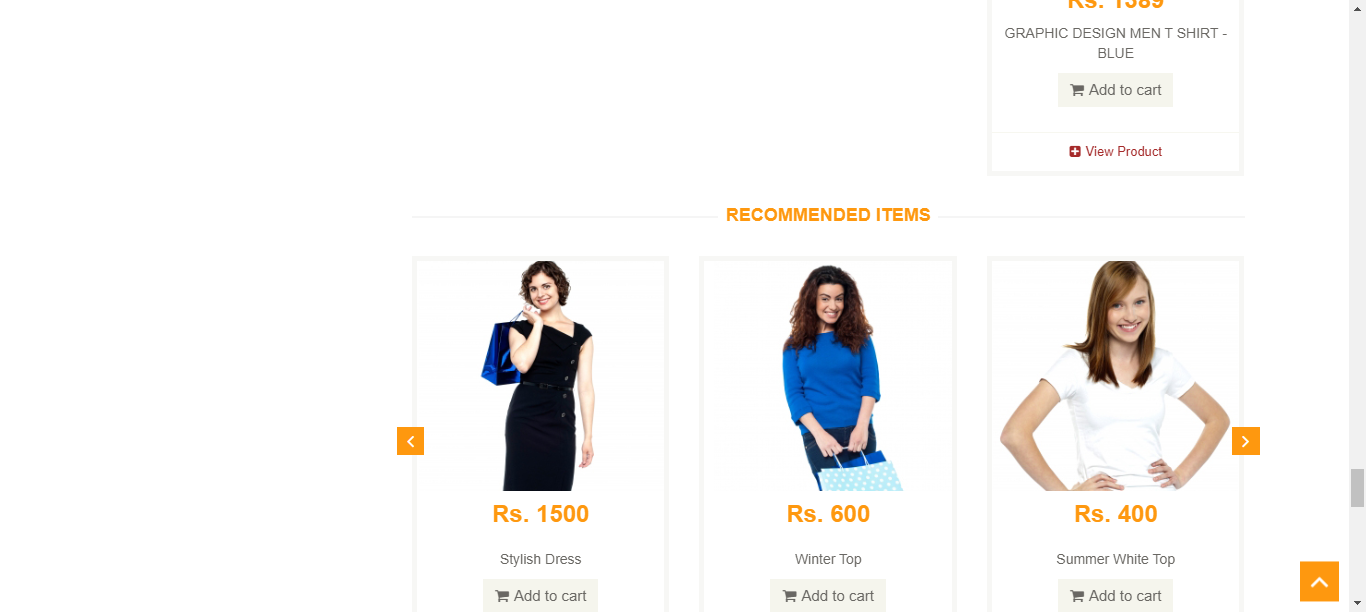 Rs. 1389
GRAPHIC DESIGN MEN T SHIRT -
BLUE
Add to cart
View Product
RECOMMENDED ITEMS
Rs. 1500
Stylish Dress
Add to cart
Rs. 600
Winter Top
Add to cart
Rs. 400
Summer White Top
Add to cart